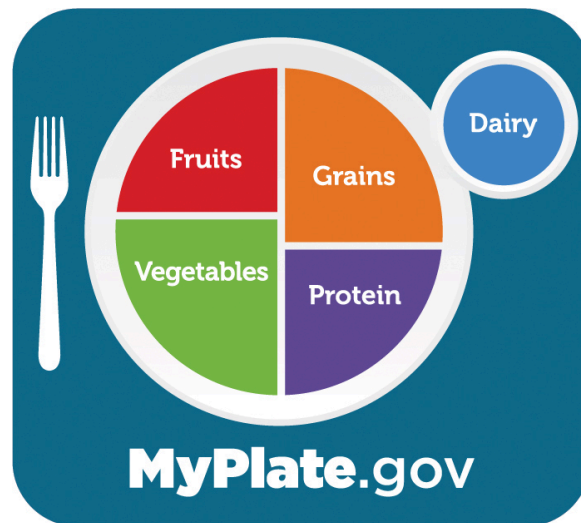 Fruits
Grains
Dairy
Vegetables
Protein
MyPlate.gov